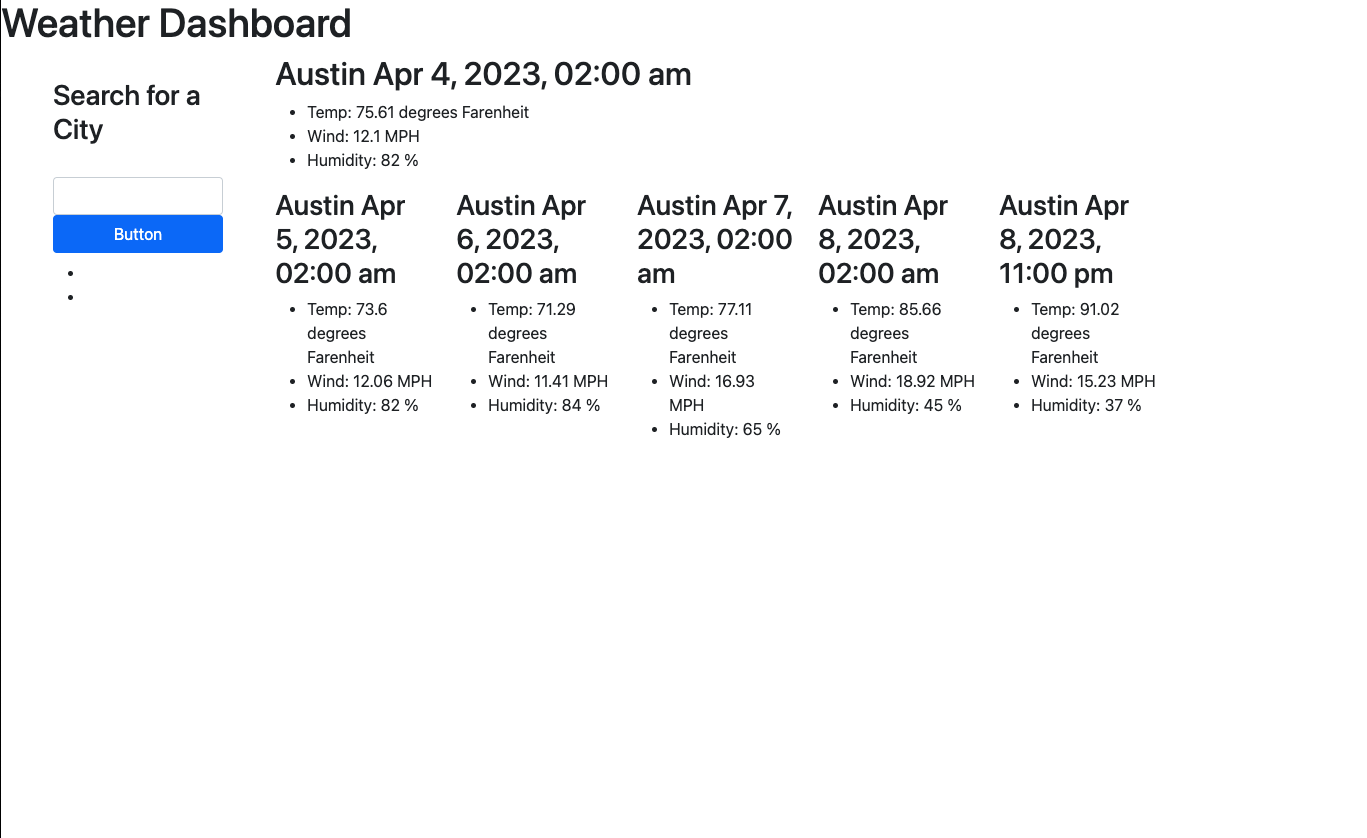 Weather Dashboard
Search for a
City
Button
Austin Apr 4, 2023, 02:00 am
Temp: 75.61 degrees Farenheit
Wind: 12.1 MPH
Humidity: 82 %
Austin Apr
5, 2023,
02:00 am
Temp: 73.6
degrees
Farenheit
Wind: 12.06 MPH
Humidity: 82 %
Austin Apr
6, 2023,
02:00 am
Temp: 71.29
degrees
Farenheit
Wind: 11.41 MPH
Humidity: 84 %
Austin Apr 7,
2023, 02:00
am
Temp: 77.11
degrees
Farenheit
Wind: 16.93
MPH
Humidity: 65 %
Austin Apr
8, 2023,
02:00 am
Temp: 85.66
degrees
Farenheit
Wind: 18.92 MPH
Humidity: 45 %
Austin Apr
8, 2023,
11:00 pm
Temp: 91.02
degrees
Farenheit
Wind: 15.23 MPH
Humidity: 37 %